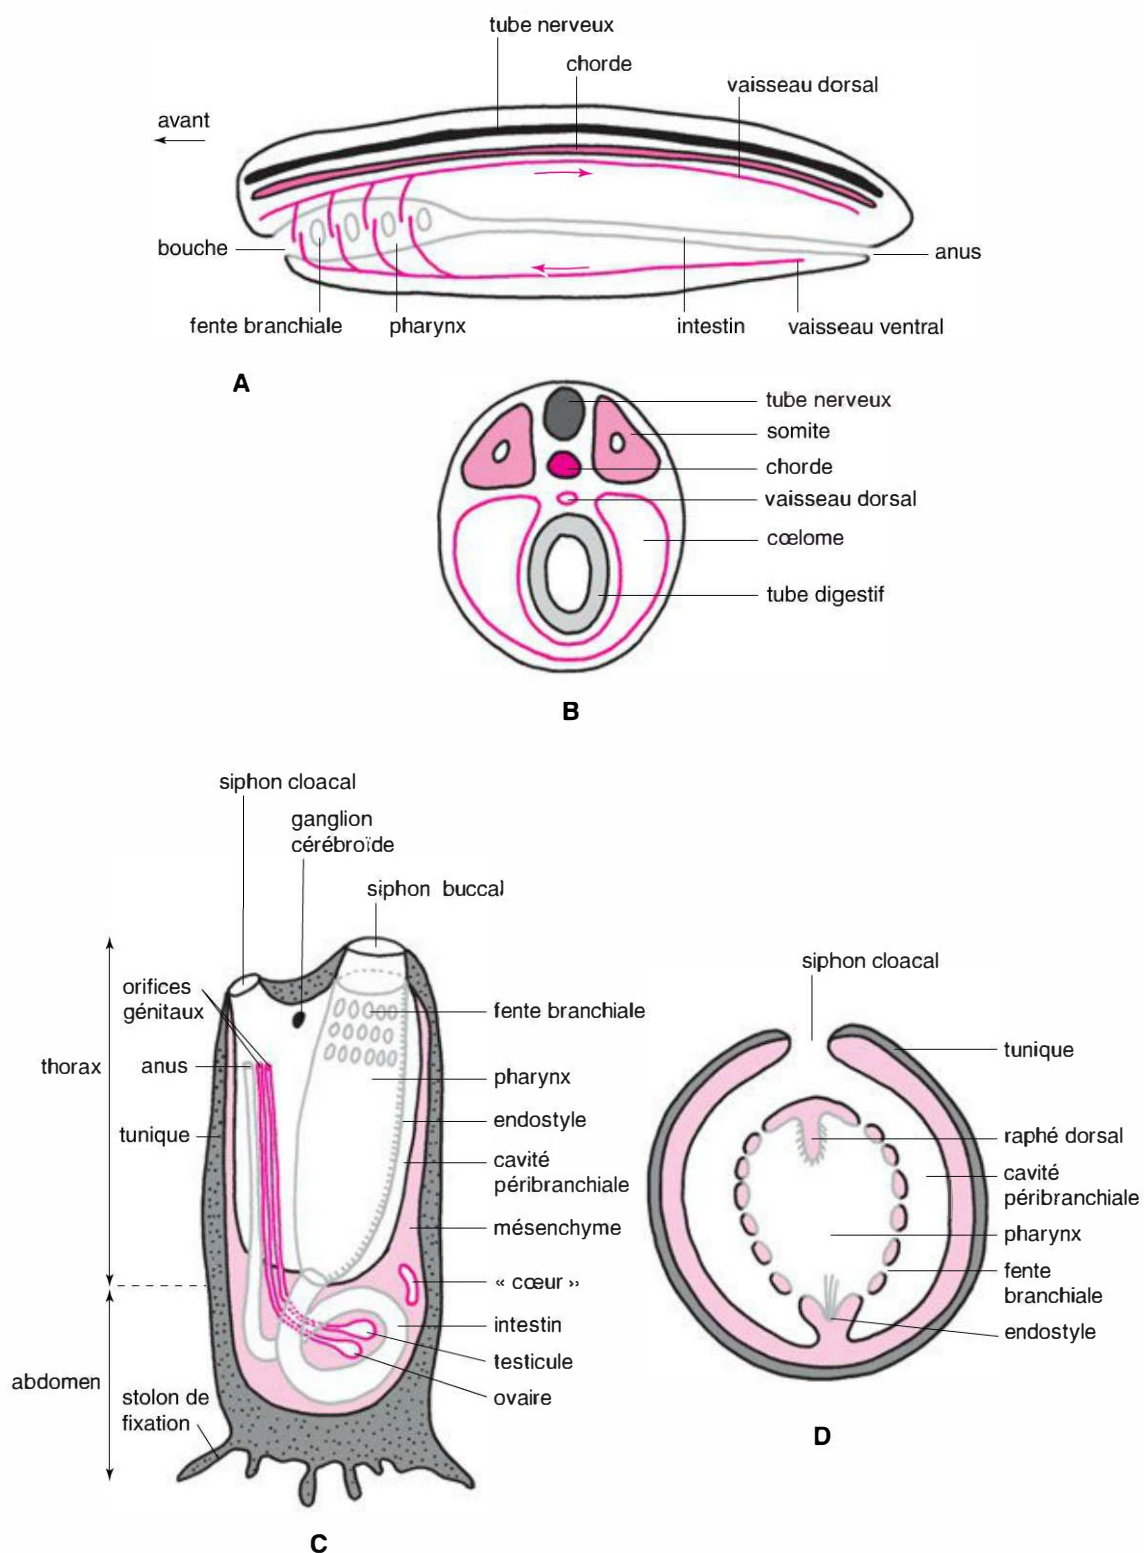 tube nerveux
chorde
vaisseau dorsal
avant
bouche
anus
fente branchiale
pharynx
intestin
vaisseau ventral
A
tube nerveux
somite
chorde
vaisseau dorsal
cœlome
tube digestif
B
siphon cloacal
ganglion
cérébroïde
siphon buccal
orifices
génitaux
thorax
anus
tunique
fente branchiale
pharynx
endostyle
cavité
péribranchiale
mésenchyme
« cœur »
intestin
testicule
ovaire
abdomen
stolon de
fixation
C
siphon cloacal
tunique
raphé dorsal
cavité
péribranchiale
pharynx
fente
branchiale
endostyle
D